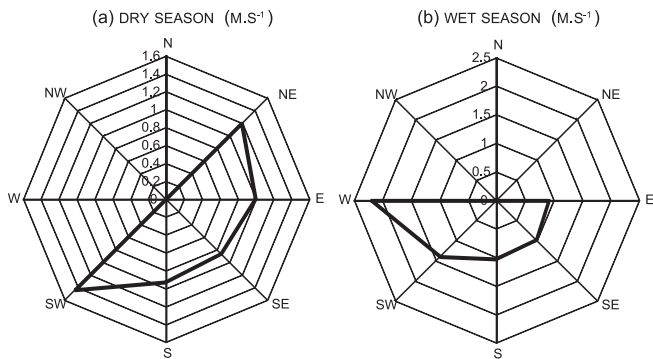 (a) DRY SEASON (M.S⁻¹)
N
1.6
1.4
1.2
1
0.8
0.6
0.4
0.2
0
NW
NE
W
E
SW
SE
S
(b) WET SEASON (M.S⁻¹)
N
2.5
2
1.5
1
0.5
0
NW
NE
W
E
SW
SE
S